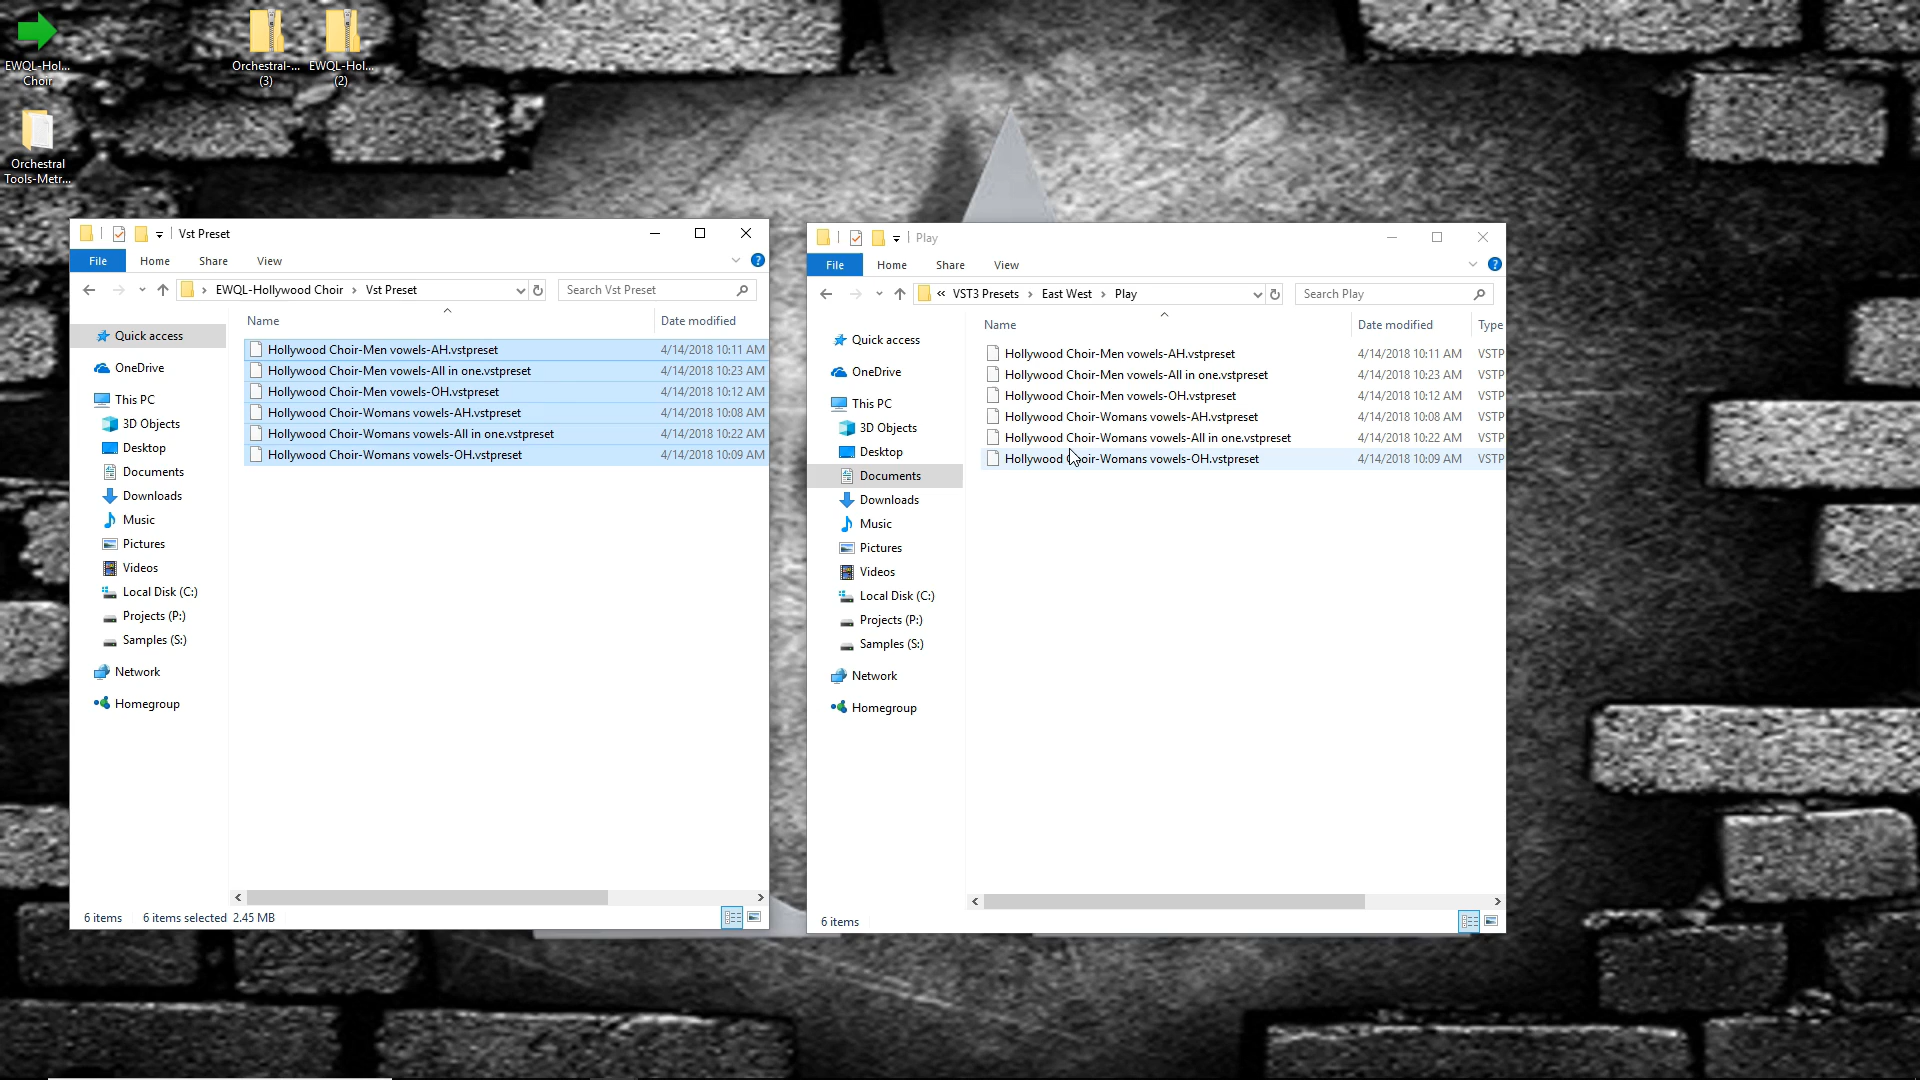 EWQL-Hol...
Choir
Orchestral-...
(3)
EWQL-Hol...
(2)
Orchestral
Tools-Metr...
Vst Preset
File Home Share View
EWQL-Hollywood Choir > Vst Preset
Search Vst Preset
Name Date modified
Quick access
OneDrive
This PC
3D Objects
Desktop
Documents
Downloads
Music
Pictures
Videos
Local Disk (C:)
Projects (P:)
Samples (S:)
Network
Homegroup
Hollywood Choir-Men vowels-AH.vstpreset 4/14/2018 10:11 AM
Hollywood Choir-Men vowels-All in one.vstpreset 4/14/2018 10:23 AM
Hollywood Choir-Men vowels-OH.vstpreset 4/14/2018 10:12 AM
Hollywood Choir-Womans vowels-AH.vstpreset 4/14/2018 10:08 AM
Hollywood Choir-Womans vowels-All in one.vstpreset 4/14/2018 10:22 AM
Hollywood Choir-Womans vowels-OH.vstpreset 4/14/2018 10:09 AM
6 items 6 items selected 2.45 MB
Play
File Home Share View
« VST3 Presets > East West > Play
Search Play
Name Date modified Type
Quick access
OneDrive
This PC
3D Objects
Desktop
Documents
Downloads
Music
Pictures
Videos
Local Disk (C:)
Projects (P:)
Samples (S:)
Network
Homegroup
Hollywood Choir-Men vowels-AH.vstpreset 4/14/2018 10:11 AM VSTP
Hollywood Choir-Men vowels-All in one.vstpreset 4/14/2018 10:23 AM VSTP
Hollywood Choir-Men vowels-OH.vstpreset 4/14/2018 10:12 AM VSTP
Hollywood Choir-Womans vowels-AH.vstpreset 4/14/2018 10:08 AM VSTP
Hollywood Choir-Womans vowels-All in one.vstpreset 4/14/2018 10:22 AM VSTP
Hollywood Choir-Womans vowels-OH.vstpreset 4/14/2018 10:09 AM VSTP
6 items